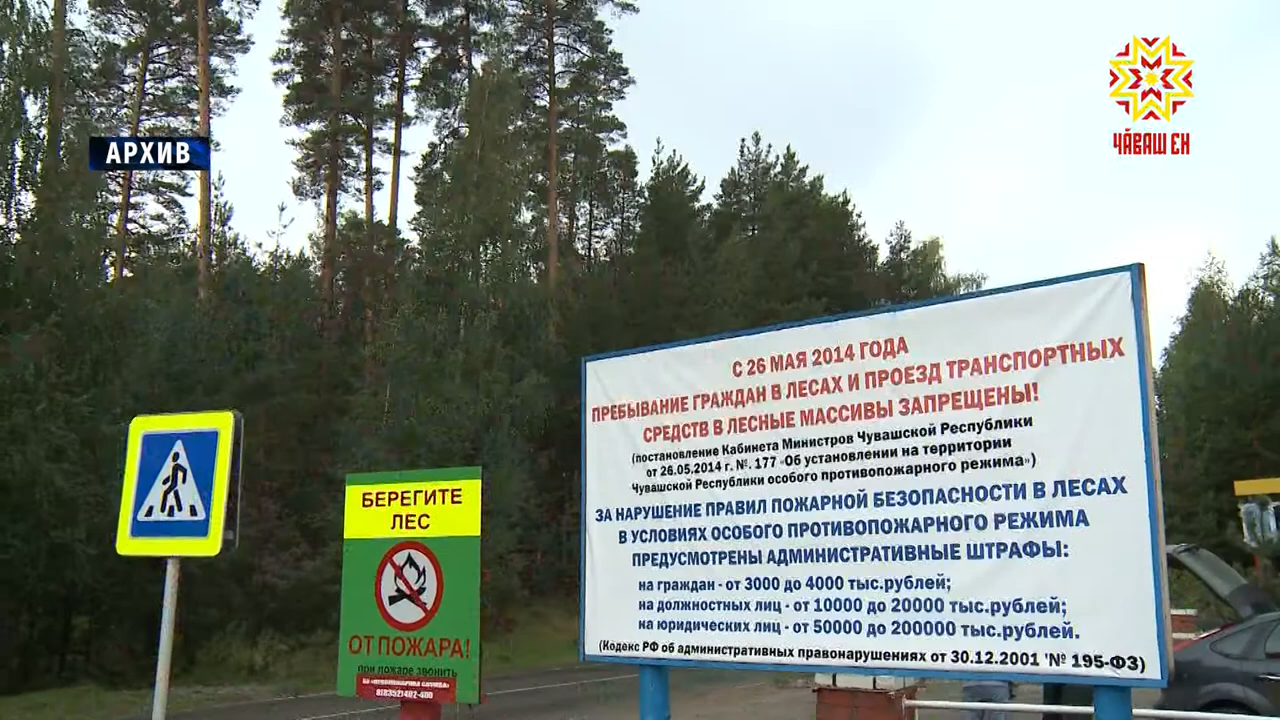 АРХИВ
ЧĂВАШ ЕН
С 26 МАЯ 2014 ГОДА
ПРЕБЫВАНИЕ ГРАЖДАН В ЛЕСАХ И ПРОЕЗД ТРАНСПОРТНЫХ
СРЕДСТВ В ЛЕСНЫЕ МАССИВЫ ЗАПРЕЩЕНЫ!
(постановление Кабинета Министров Чувашской Республики
от 26.05.2014 г. №. 177 «Об установлении на территории
Чувашской Республики особого противопожарного режима»)
ЗА НАРУШЕНИЕ ПРАВИЛ ПОЖАРНОЙ БЕЗОПАСНОСТИ В ЛЕСАХ
В УСЛОВИЯХ ОСОБОГО ПРОТИВОПОЖАРНОГО РЕЖИМА
ПРЕДУСМОТРЕНЫ АДМИНИСТРАТИВНЫЕ ШТРАФЫ:
на граждан - от 3000 до 4000 тыс.рублей;
на должностных лиц - от 10000 до 20000 тыс.рублей;
на юридических лиц - от 50000 до 200000 тыс.рублей.
(Кодекс РФ об административных правонарушениях от 30.12.2001 '№ 195-ФЗ)
БЕРЕГИТЕ
ЛЕС
ОТ ПОЖАРА!
при пожаре звонить
8(8352)402-400